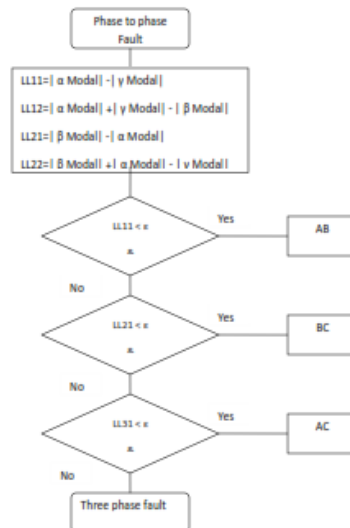 Phase to phase
Fault
LL11=| α Modal| -| γ Modal|
LL12=| α Modal| +| γ Modal| - | β Modal|
LL21=| β Modal| -| α Modal|
LL22=| β Modal| +| α Modal| - | γ Modal|
LL11 < ε
&
Yes
AB
No
LL21 < ε
&
Yes
BC
No
LL31 < ε
&
Yes
AC
No
Three phase fault